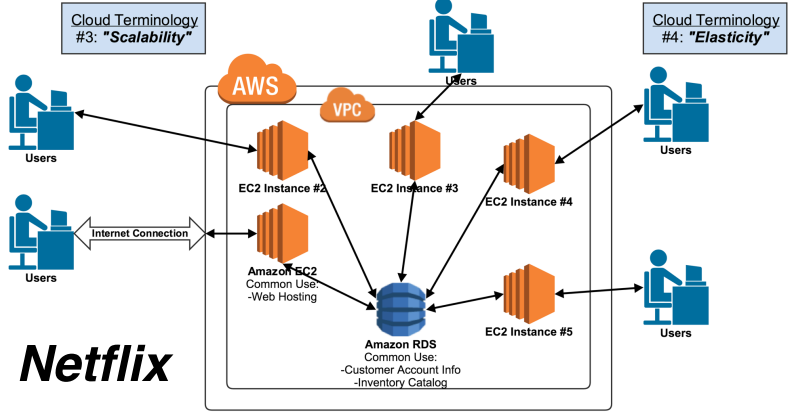 Cloud Terminology
#3: "Scalability"
Cloud Terminology
#4: "Elasticity"
Users
AWS
VPC
Users
Users
EC2 Instance #2
EC2 Instance #3
EC2 Instance #4
Internet Connection
Users
Amazon EC2
Common Use:
-Web Hosting
EC2 Instance #5
Users
Netflix
Amazon RDS
Common Use:
-Customer Account Info
-Inventory Catalog